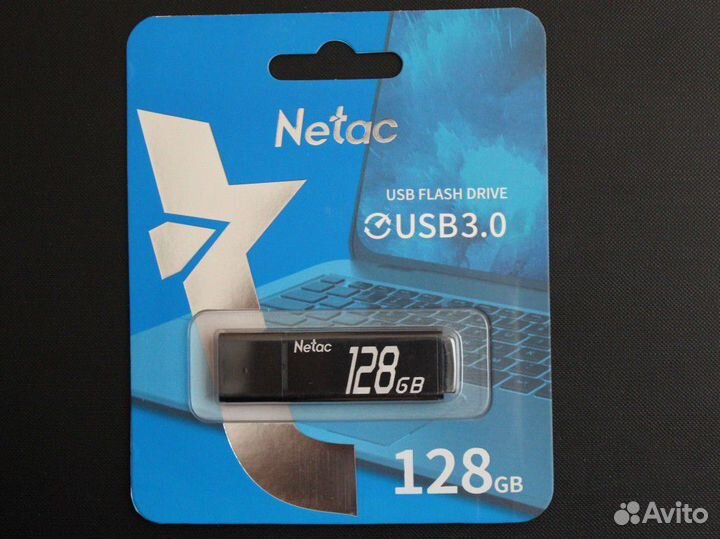 Netac
USB FLASH DRIVE
USB3.0
Netac
128GB
128GB
Avito